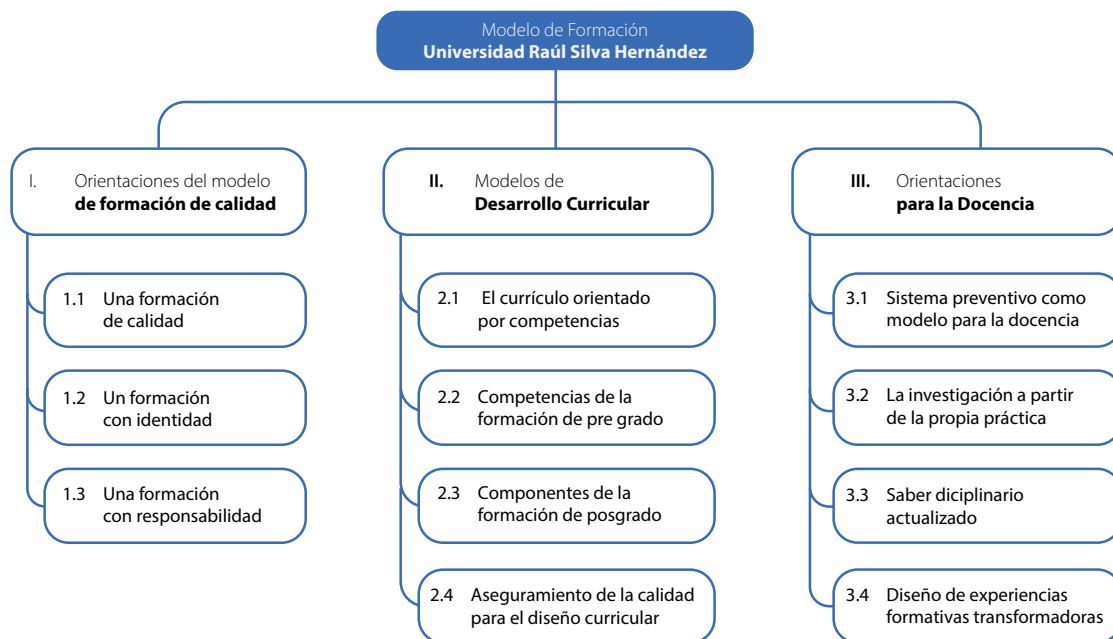 Modelo de Formación
Universidad Raúl Silva Hernández
I. Orientaciones del modelo
de formación de calidad
1.1 Una formación
de calidad
1.2 Un formación
con identidad
1.3 Una formación
con responsabilidad
II. Modelos de
Desarrollo Curricular
2.1 El currículo orientado
por competencias
2.2 Competencias de la
formación de pre grado
2.3 Componentes de la
formación de posgrado
2.4 Aseguramiento de la calidad
para el diseño curricular
III. Orientaciones
para la Docencia
3.1 Sistema preventivo como
modelo para la docencia
3.2 La investigación a partir
de la propia práctica
3.3 Saber diciplinario
actualizado
3.4 Diseño de experiencias
formativas transformadoras